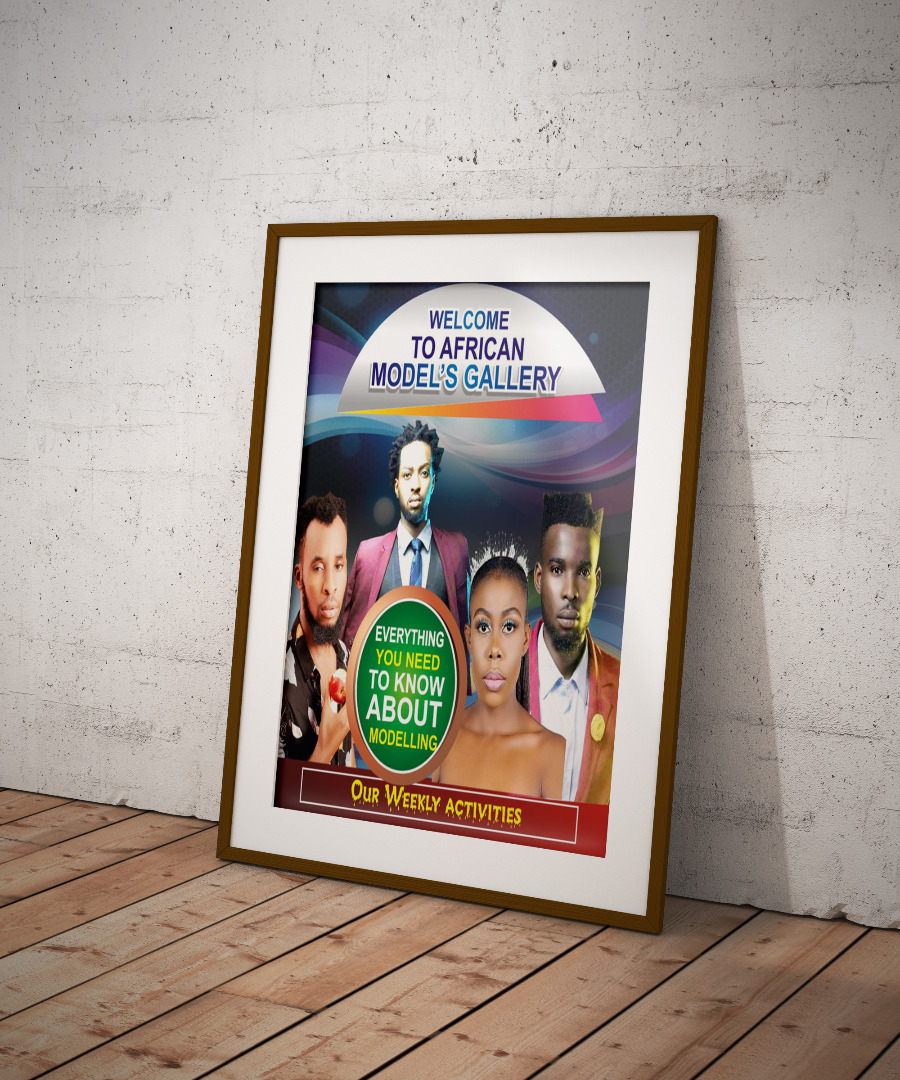 WELCOME
TO AFRICAN
MODEL'S GALLERY
EVERYTHING
YOU NEED
TO KNOW
ABOUT
MODELLING
OUR WEEKLY ACTIVITIES